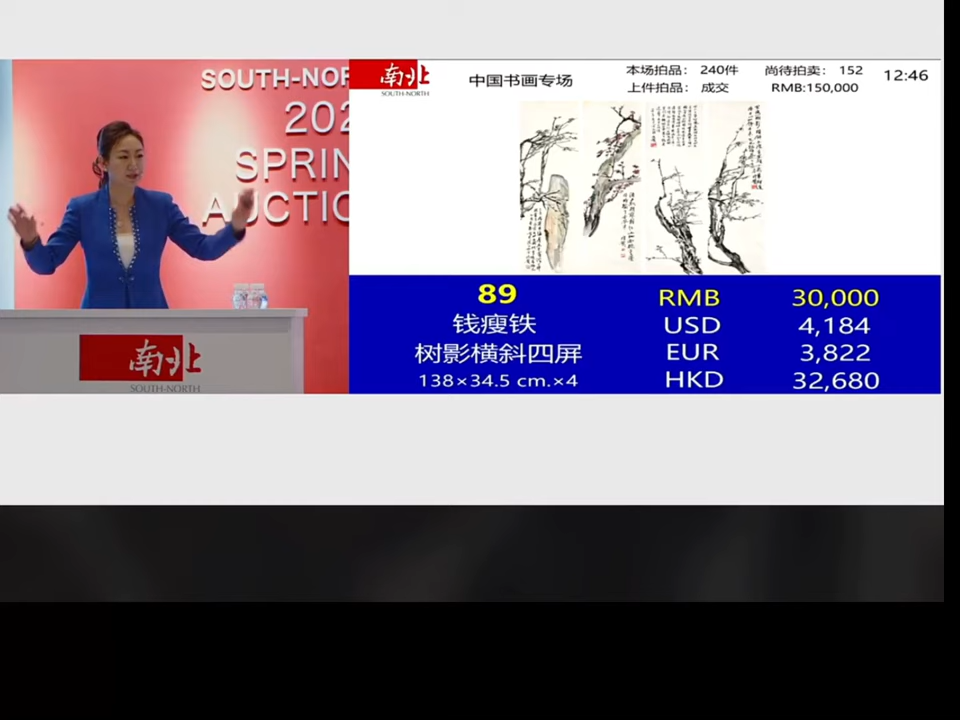 SOUTH-NOR
202
SPRIN
AUCTIO
南北
SOUTH-NORTH
南北
SOUTH-NORTH
中国书画专场
本场拍品： 240件 尚待拍卖： 152
上件拍品： 成交 RMB:150,000
12:46
89
钱瘦铁
树影横斜四屏
138×34.5 cm.×4
RMB 30,000
USD 4,184
EUR 3,822
HKD 32,680